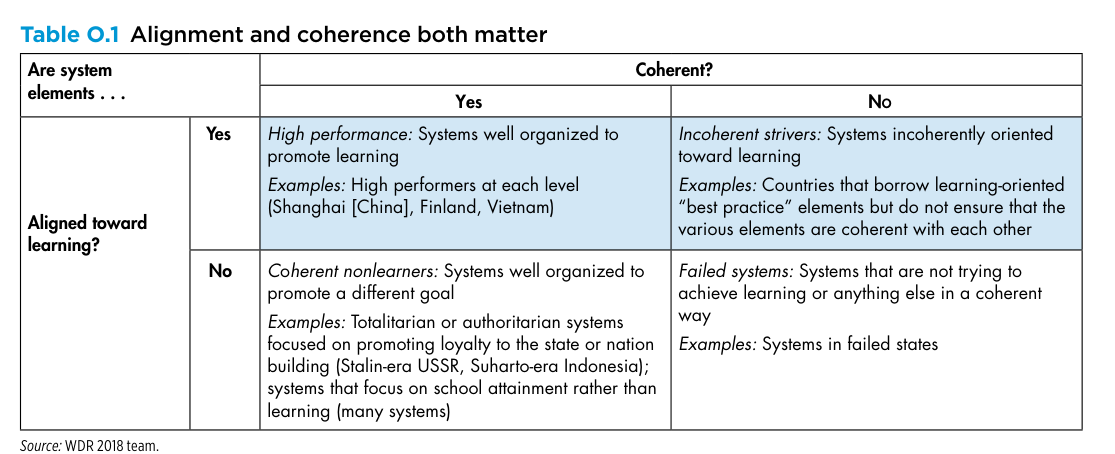 Table O.1 Alignment and coherence both matter
Are system
elements . . .
Coherent?
Yes
No
Aligned toward
learning?
Yes
High performance: Systems well organized to
promote learning
Examples: High performers at each level
(Shanghai [China], Finland, Vietnam)
Incoherent strivers: Systems incoherently oriented
toward learning
Examples: Countries that borrow learning-oriented
“best practice” elements but do not ensure that the
various elements are coherent with each other
No
Coherent nonlearners: Systems well organized to
promote a different goal
Examples: Totalitarian or authoritarian systems
focused on promoting loyalty to the state or nation
building (Stalin-era USSR, Suharto-era Indonesia);
systems that focus on school attainment rather than
learning (many systems)
Failed systems: Systems that are not trying to
achieve learning or anything else in a coherent
way
Examples: Systems in failed states
Source: WDR 2018 team.